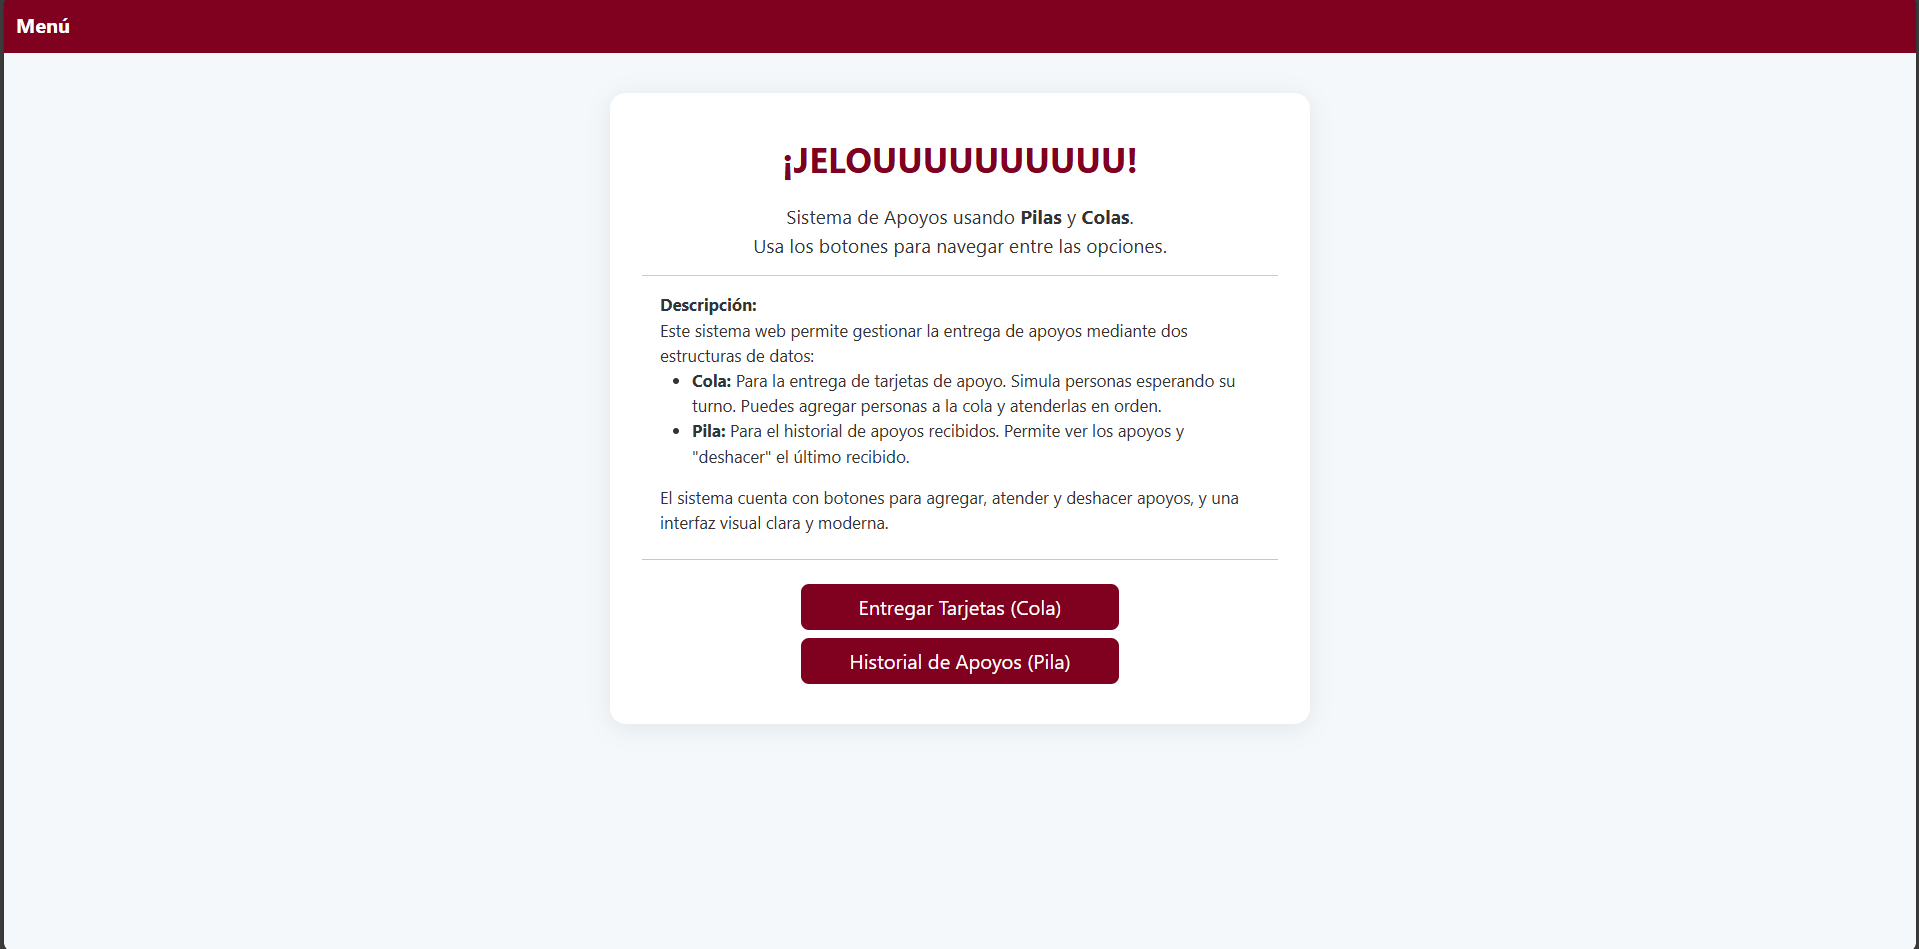 Menú
¡JELOUUUUUUUUUU!
Sistema de Apoyos usando Pilas y Colas.
Usa los botones para navegar entre las opciones.
Descripción:
Este sistema web permite gestionar la entrega de apoyos mediante dos
estructuras de datos:
• Cola: Para la entrega de tarjetas de apoyo. Simula personas esperando su
turno. Puedes agregar personas a la cola y atenderlas en orden.
• Pila: Para el historial de apoyos recibidos. Permite ver los apoyos y
"deshacer" el último recibido.
El sistema cuenta con botones para agregar, atender y deshacer apoyos, y una
interfaz visual clara y moderna.
Entregar Tarjetas (Cola)
Historial de Apoyos (Pila)